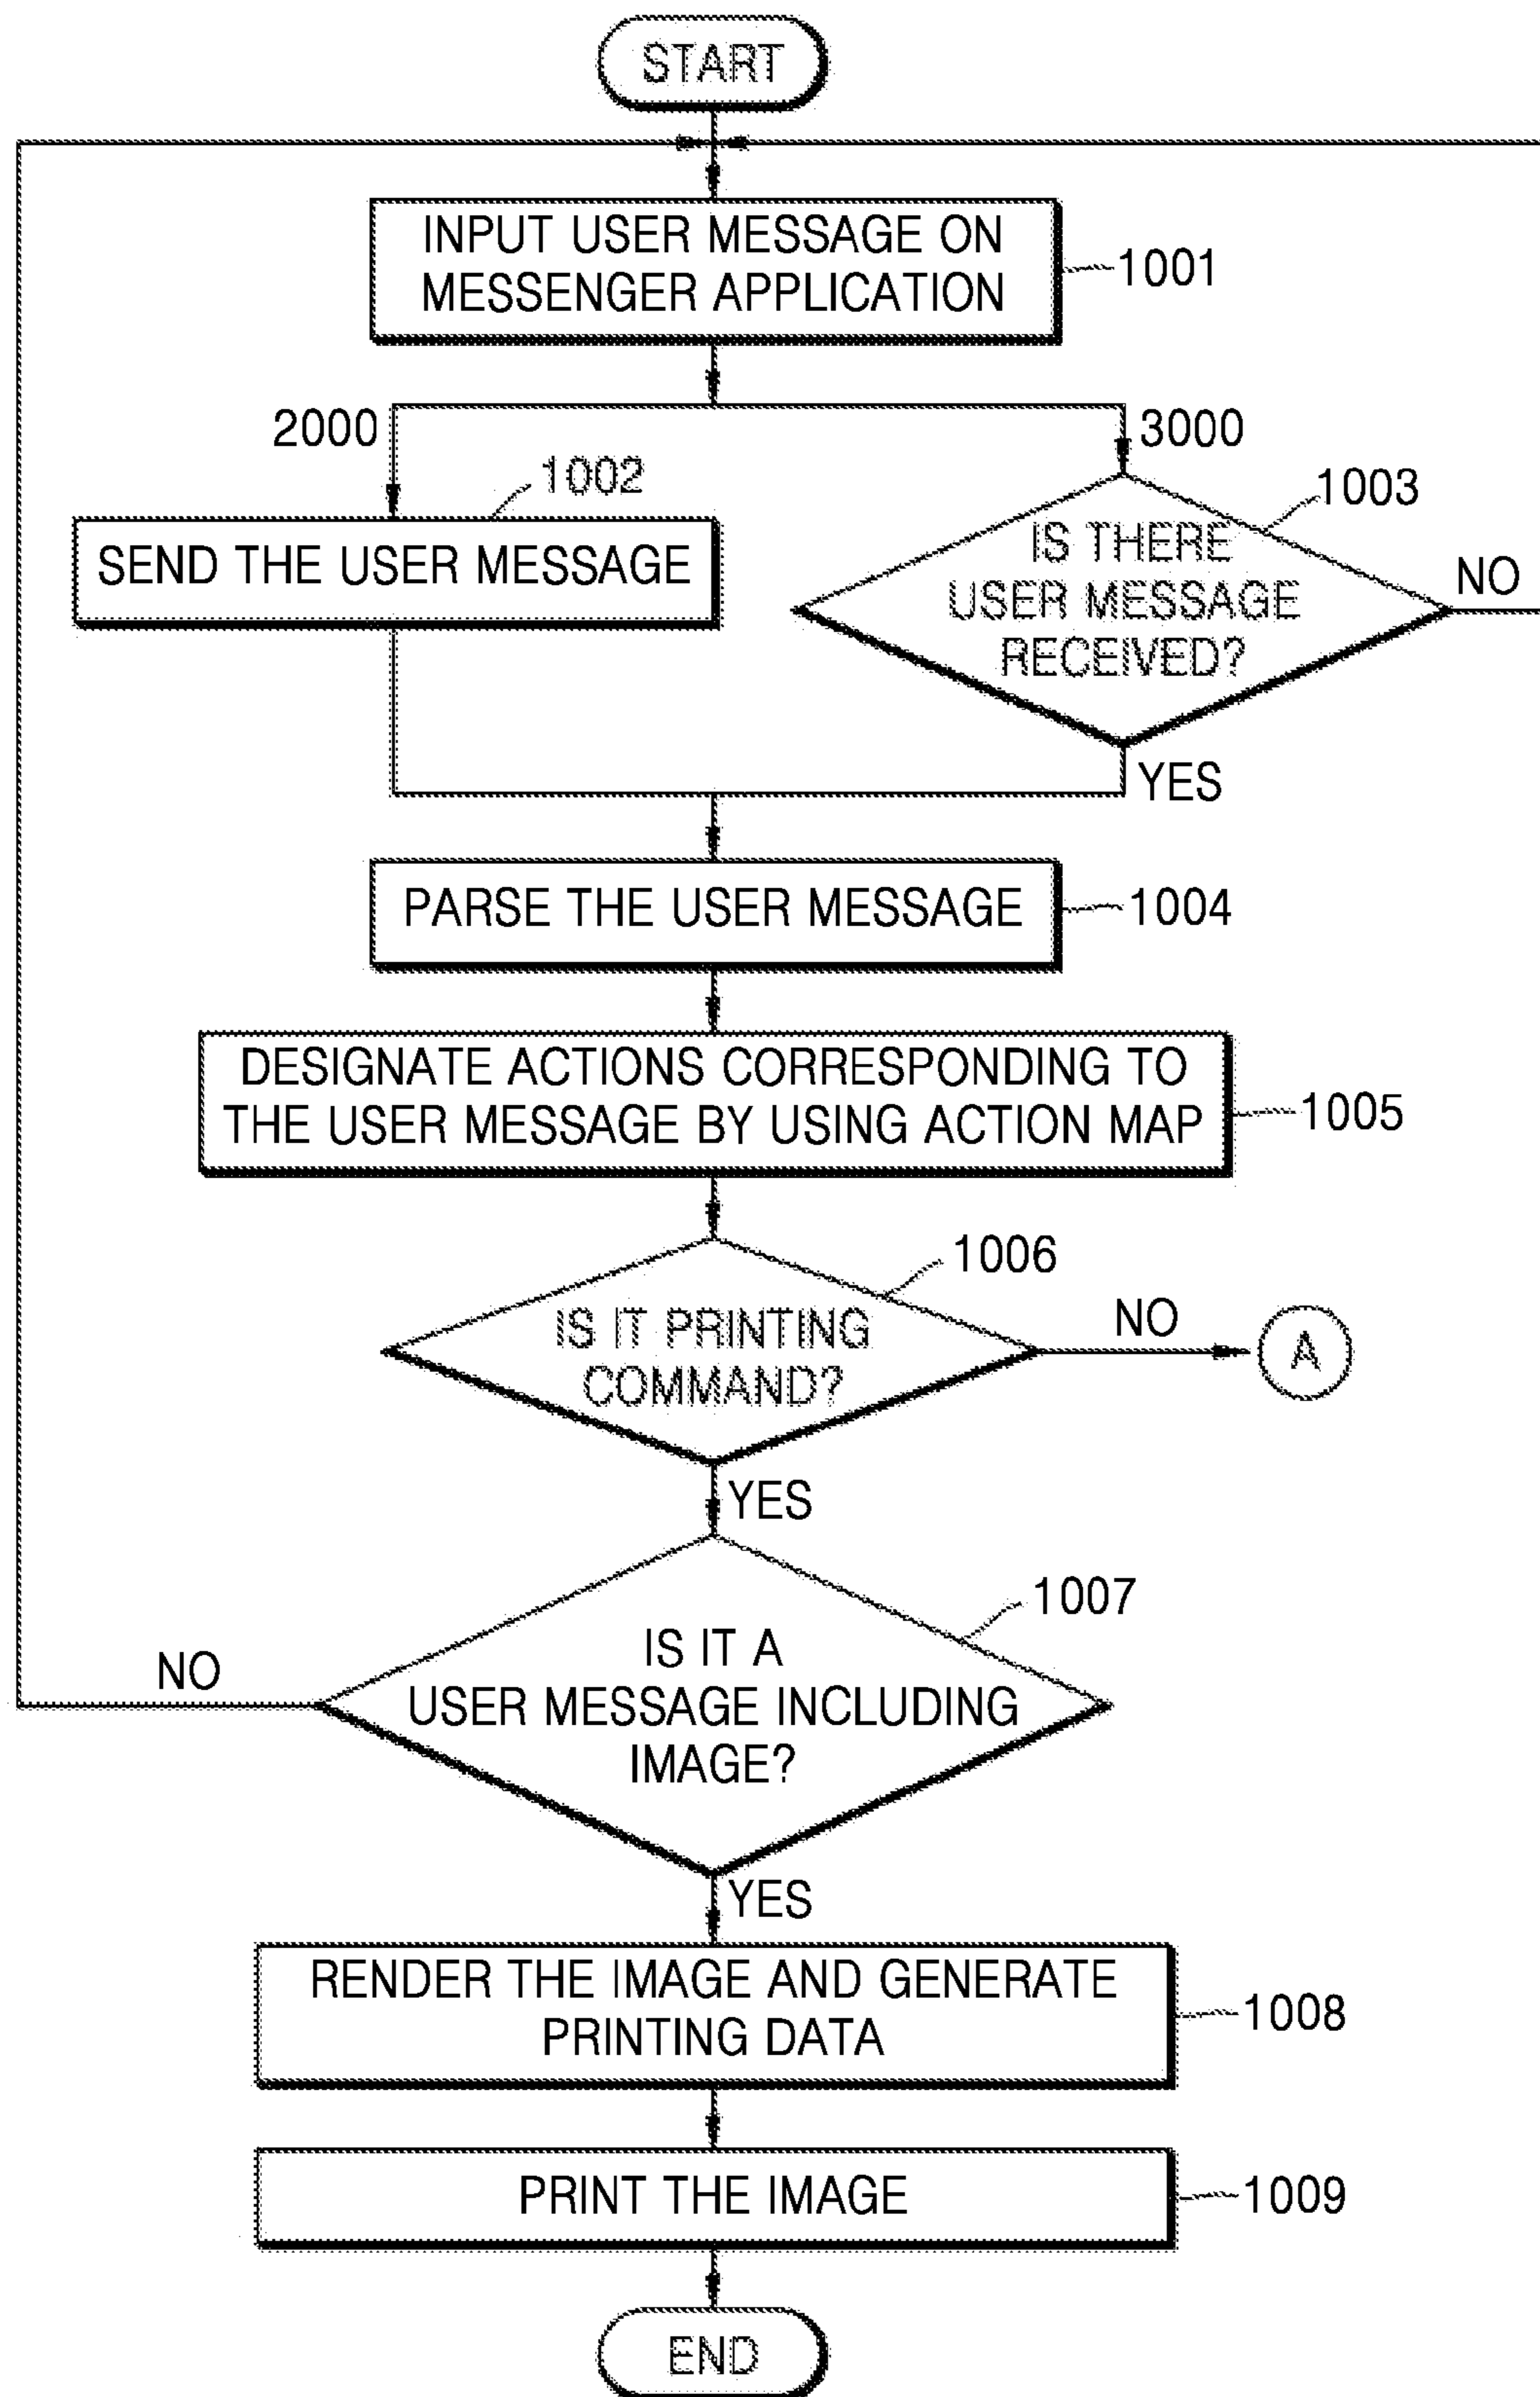 START
INPUT USER MESSAGE ON
MESSENGER APPLICATION
1001
2000
3000
1002
SEND THE USER MESSAGE
1003
IS THERE
USER MESSAGE
RECEIVED?
NO
YES
PARSE THE USER MESSAGE
1004
DESIGNATE ACTIONS CORRESPONDING TO
THE USER MESSAGE BY USING ACTION MAP
1005
1006
IS IT PRINTING
COMMAND?
NO
A
YES
1007
IS IT A
USER MESSAGE INCLUDING
IMAGE?
NO
YES
RENDER THE IMAGE AND GENERATE
PRINTING DATA
1008
PRINT THE IMAGE
1009
END